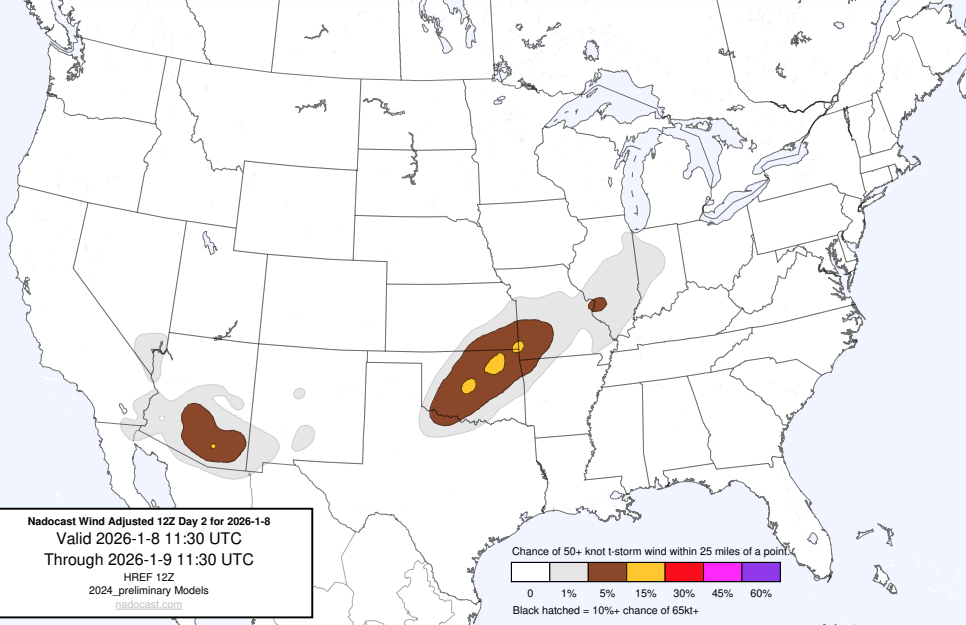 Nadocast Wind Adjusted 12Z Day 2 for 2026-1-8
Valid 2026-1-8 11:30 UTC
Through 2026-1-9 11:30 UTC
HREF 12Z
2024_preliminary Models
nadocast.com
Chance of 50+ knot t-storm wind within 25 miles of a point.
0 1% 5% 15% 30% 45% 60%
Black hatched = 10%+ chance of 65kt+